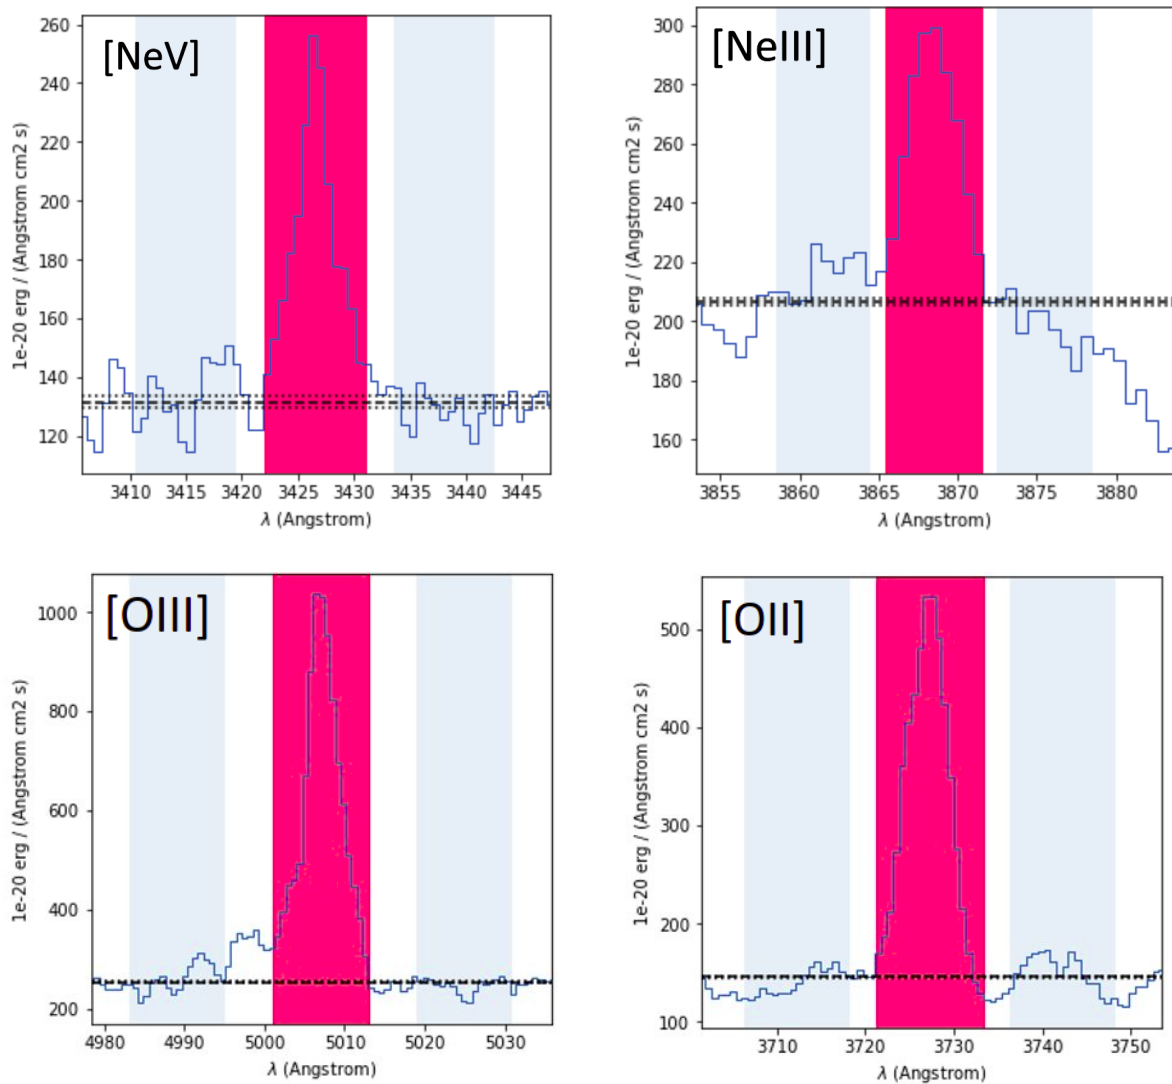 [NeV]
260
240
220
200
180
160
140
120
1e-20 erg / (Angstrom cm2 s)
3410 3415 3420 3425 3430 3435 3440 3445
λ (Angstrom)
[NeIII]
300
280
260
240
220
200
180
160
1e-20 erg / (Angstrom cm2 s)
3855 3860 3865 3870 3875 3880
λ (Angstrom)
[OIII]
1000
800
600
400
200
1e-20 erg / (Angstrom cm2 s)
4980 4990 5000 5010 5020 5030
λ (Angstrom)
[OII]
500
400
300
200
100
1e-20 erg / (Angstrom cm2 s)
3710 3720 3730 3740 3750
λ (Angstrom)